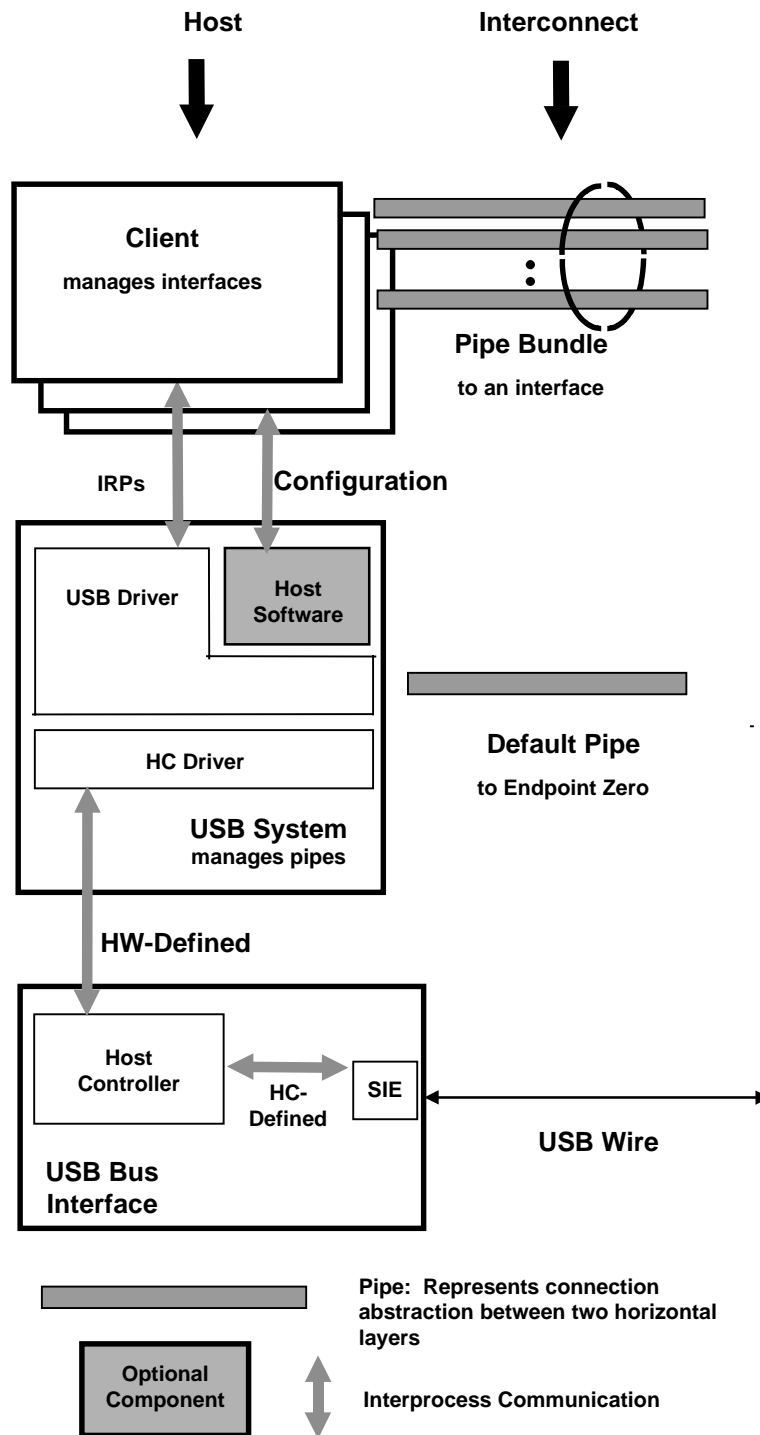 Host
Interconnect
Client
manages interfaces
Pipe Bundle
to an interface
IRPs
Configuration
USB Driver
Host
Software
HC Driver
Default Pipe
to Endpoint Zero
USB System
manages pipes
HW-Defined
Host
Controller
HC-
Defined
SIE
USB Wire
USB Bus
Interface
Pipe: Represents connection
abstraction between two horizontal
layers
Optional
Component
Interprocess Communication